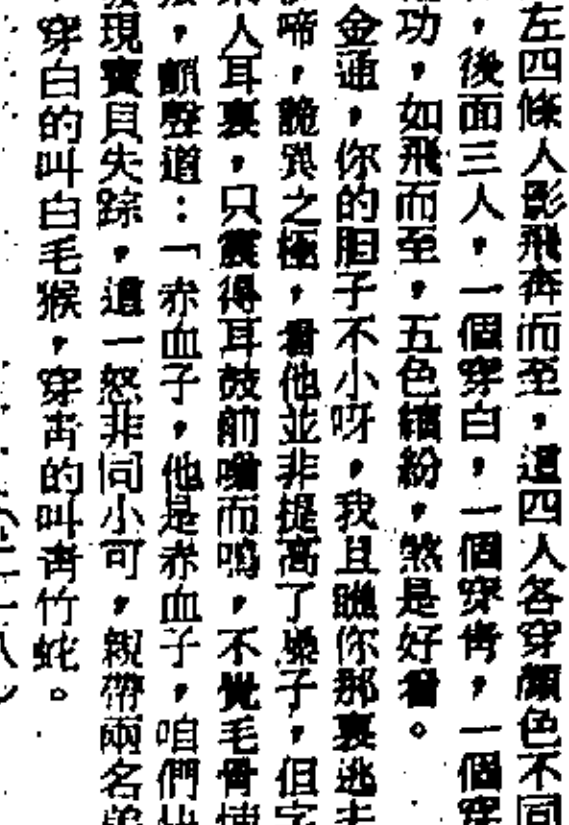 左四條人影飛奔而至，這四人各穿顏色不同
，後面三人，一個穿白，一個穿青，一個穿
功，如飛而至，五色繽紛，煞是好看。
金通，你的胆子不小呀，我且瞧你那裏逃去
啼，詭異之極，看他並非提高了嗓子，但字
人耳裏，只震得耳鼓前嗡而鳴，不覺毛骨
，顫聲道：「赤血子，他是赤血子，咱們
現寶貝失踪，這一怒非同小可，親帶兩名
穿白的叫白毛猴，穿青的叫青竹蛇。